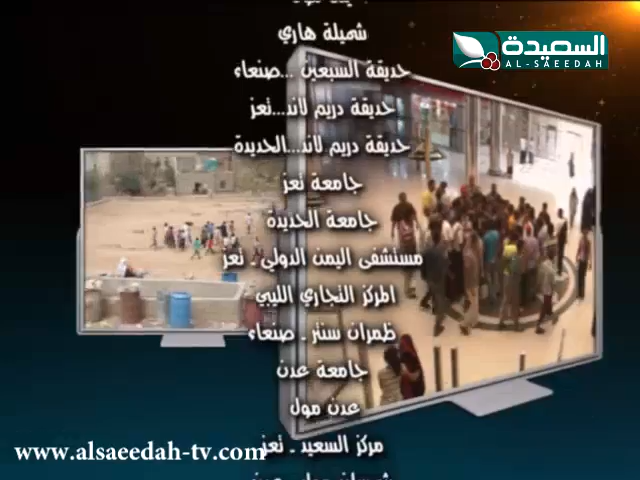 شميلة هاري
السعيدة
AL-SAEEDAH
حديقة السبعين ...صنعاء
حديقة دريم لاند...تعز
حديقة دريم لاند...الحديدة
جامعة تعز
جامعة الحديدة
مستشفى اليمن الدولي . تعز
المركز التجاري الليبي
ظمران سنتر . صنعاء
جامعة عدن
عدن مول
مركز السعيد . تعز
www.alsaeedah-tv.com